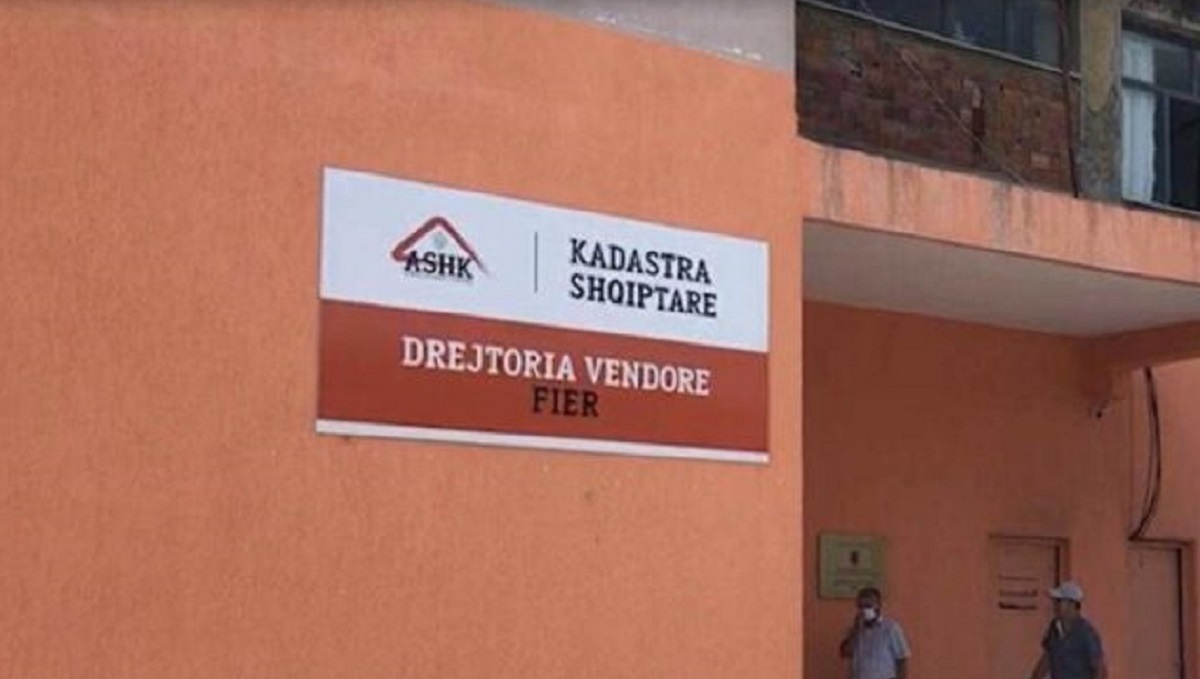 ASHK
KADASTRA
SHQIPTARE
DREJTORIA VENDORE
FIER